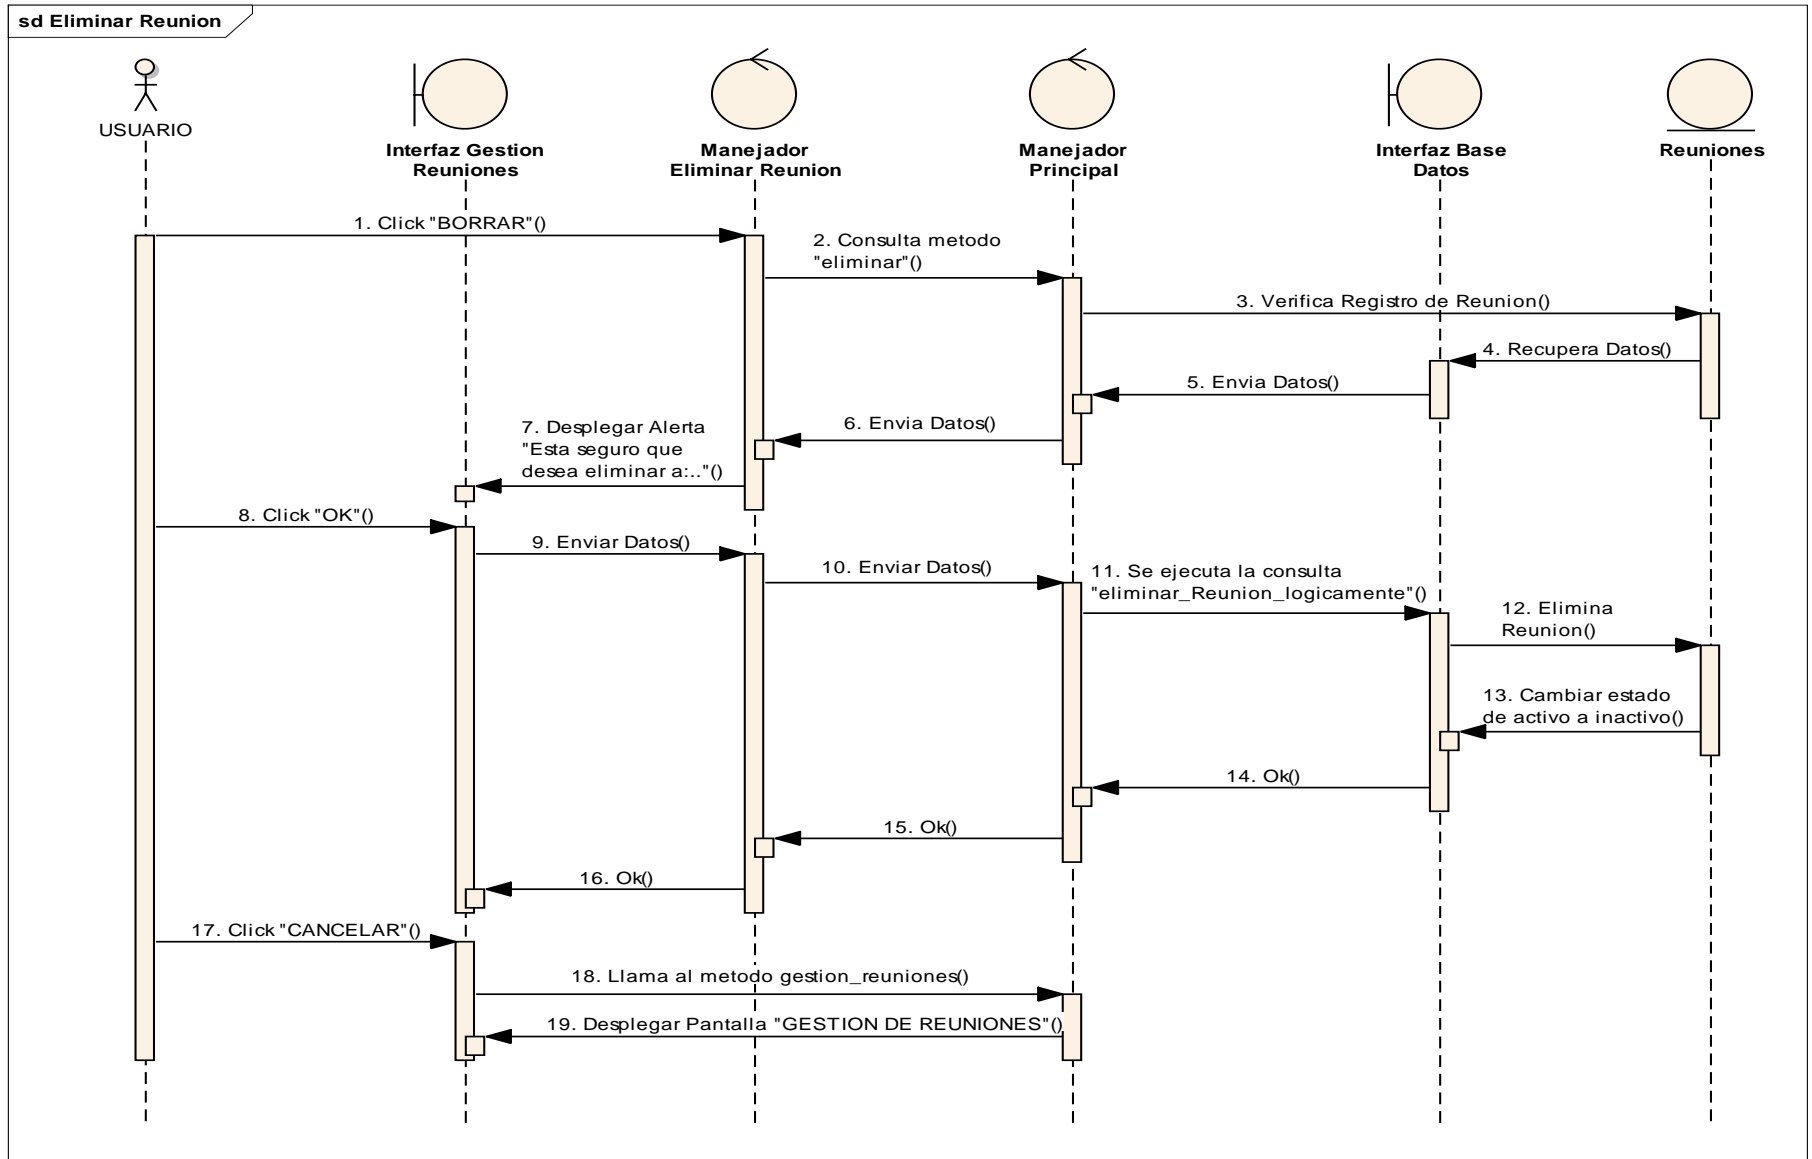 sd Eliminar Reunion
USUARIO
Interfaz Gestion
Reuniones
Manejador
Eliminar Reunion
Manejador
Principal
Interfaz Base
Datos
Reuniones
1. Click "BORRAR"()
2. Consulta metodo
"eliminar"()
3. Verifica Registro de Reunion()
4. Recupera Datos()
5. Envia Datos()
6. Envia Datos()
7. Desplegar Alerta
"Esta seguro que
desea eliminar a:.."()
8. Click "OK"()
9. Enviar Datos()
10. Enviar Datos()
11. Se ejecuta la consulta
"eliminar_Reunion_logicamente"()
12. Elimina
Reunion()
13. Cambiar estado
de activo a inactivo()
14. Ok()
15. Ok()
16. Ok()
17. Click "CANCELAR"()
18. Llama al metodo gestion_reuniones()
19. Desplegar Pantalla "GESTION DE REUNIONES"()